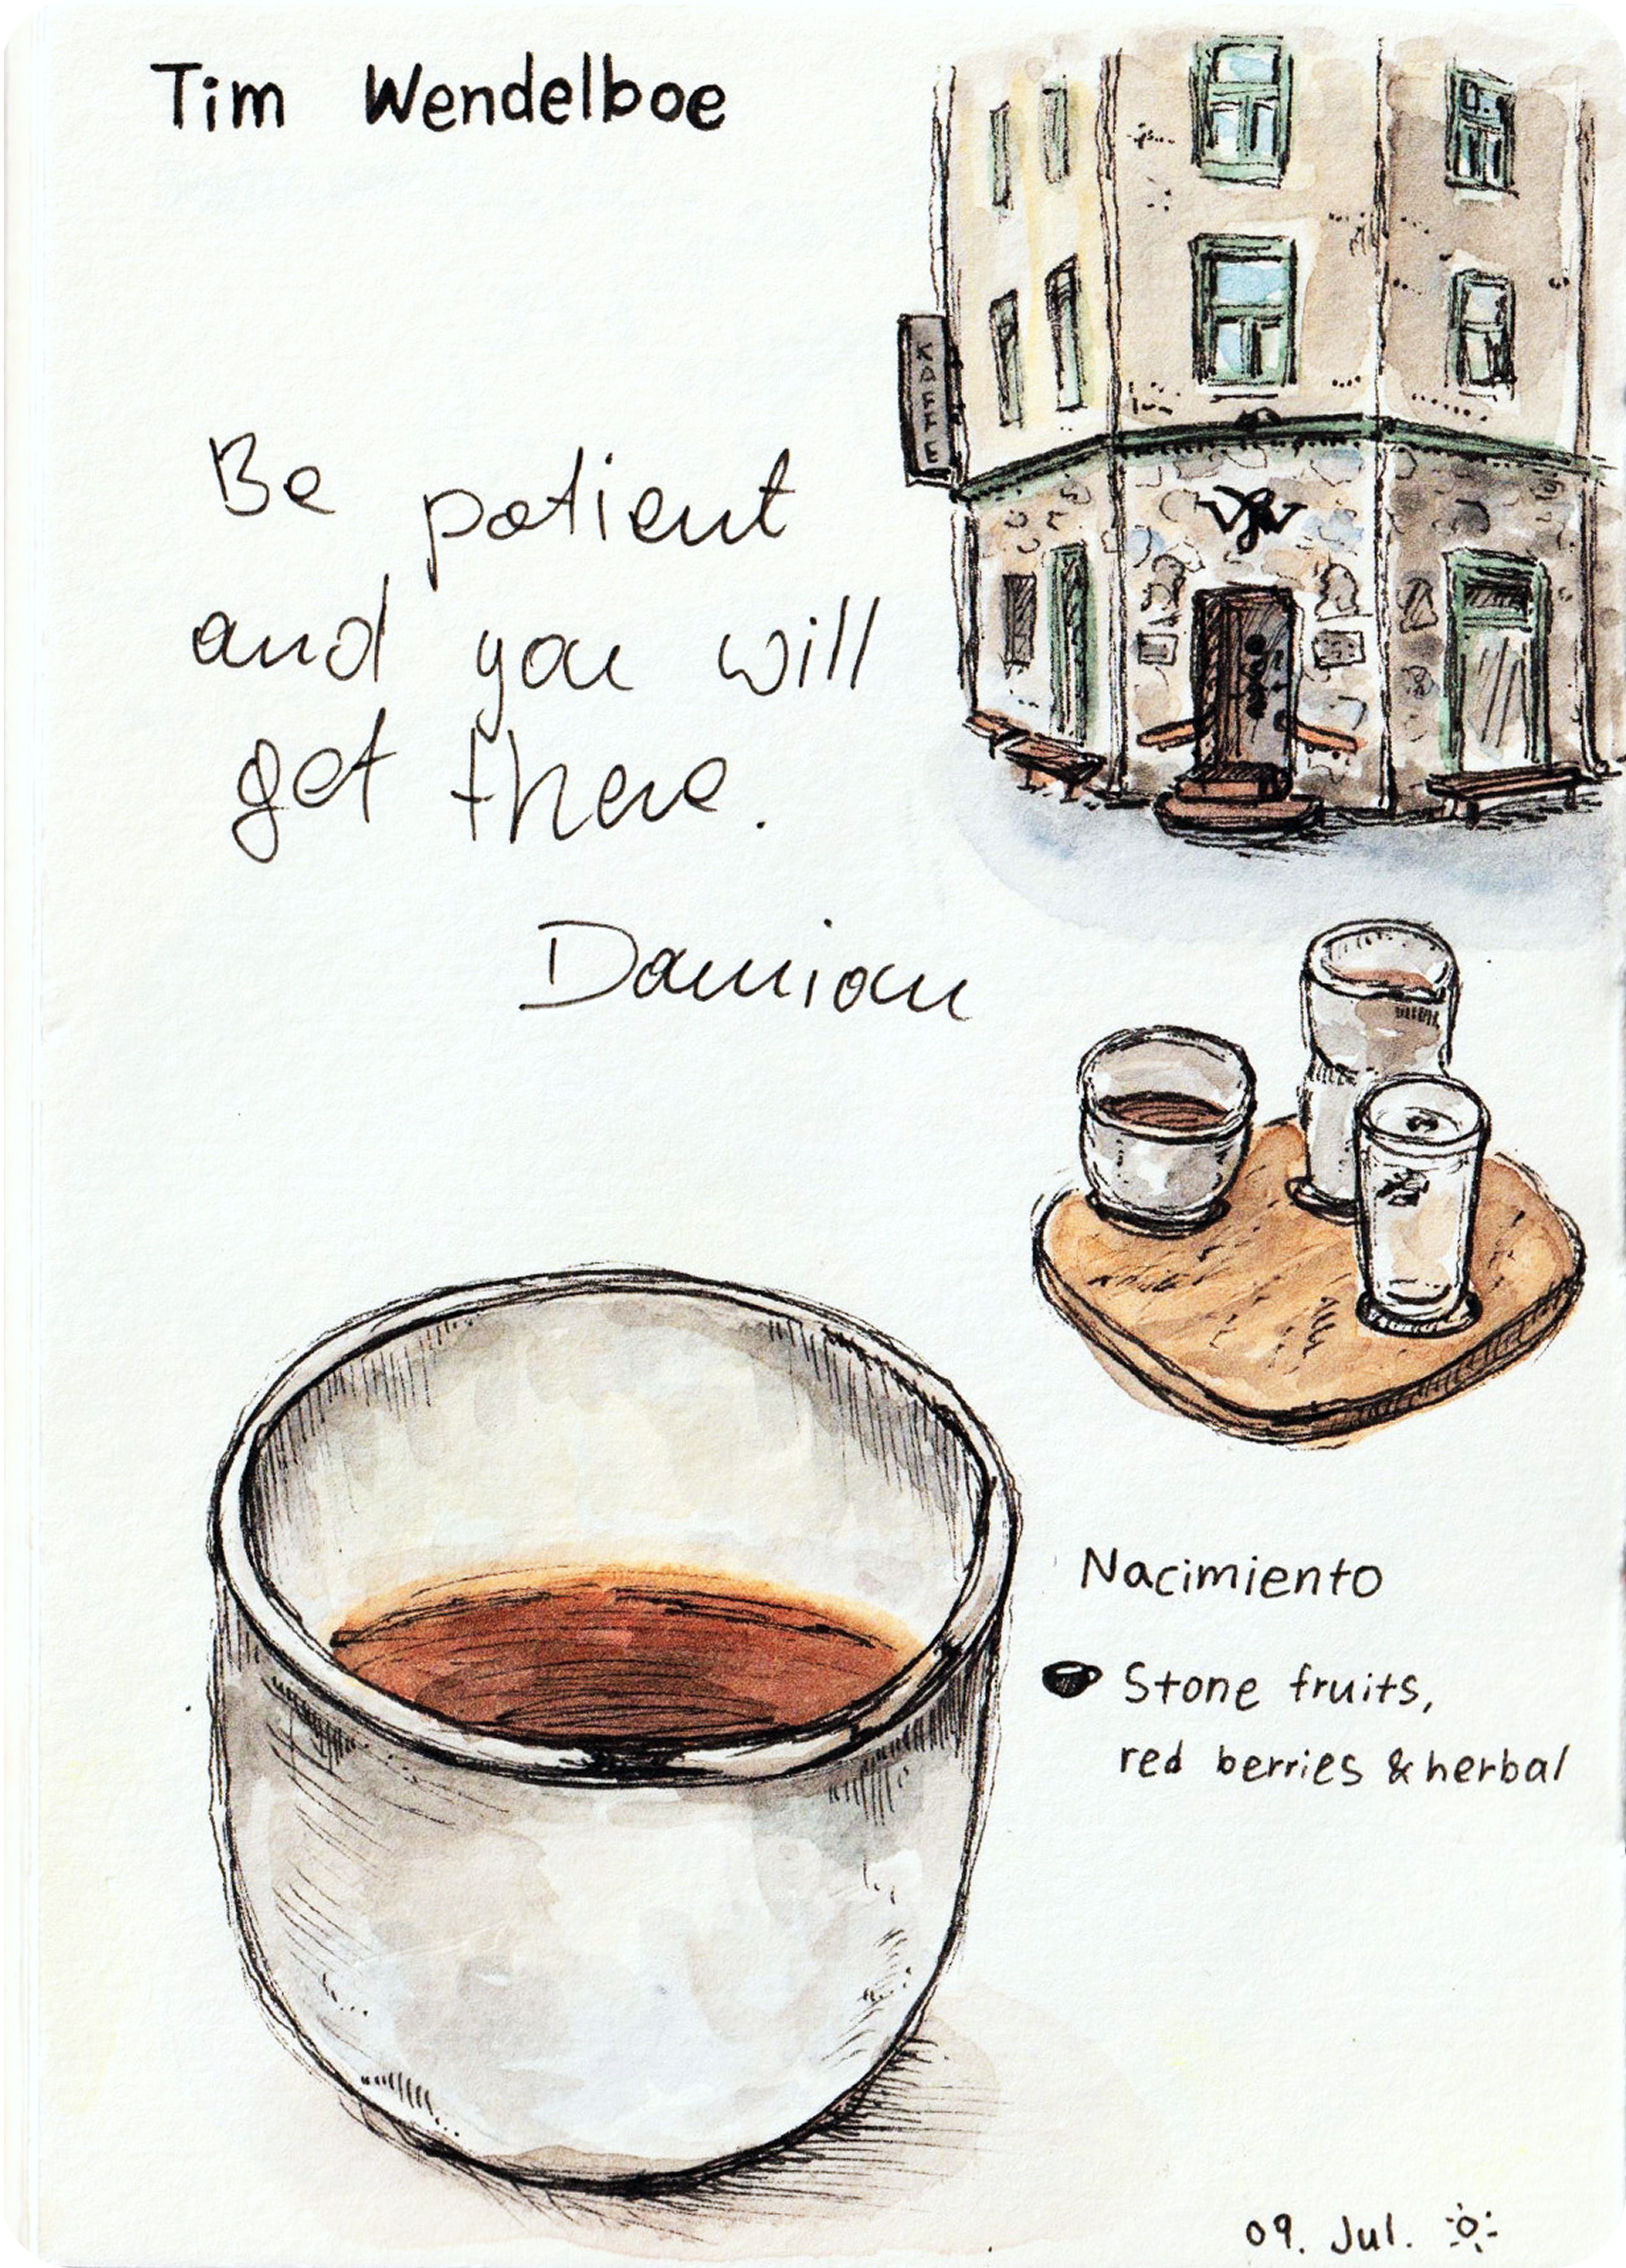 Tim Wendelboe
KAFFE
Be patient
and you will
get there.
Damian
Nacimiento
Stone fruits,
red berries & herbal
09. Jul.